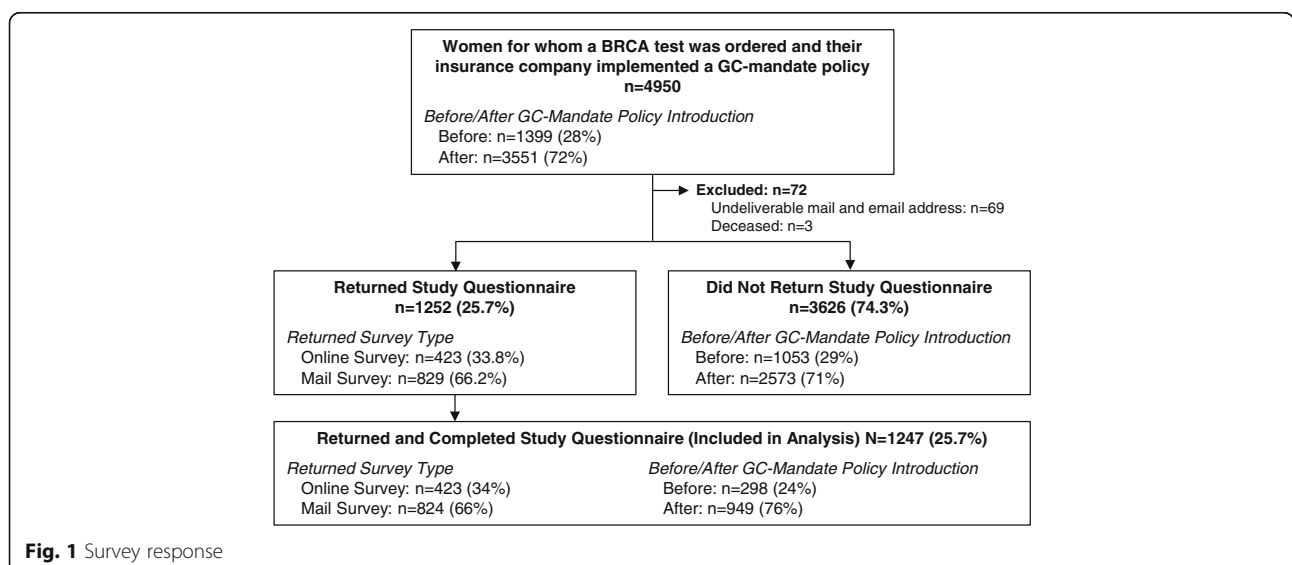 Women for whom a BRCA test was ordered and their
insurance company implemented a GC-mandate policy
n=4950
Before/After GC-Mandate Policy Introduction
Before: n=1399 (28%)
After: n=3551 (72%)
Excluded: n=72
Undeliverable mail and email address: n=69
Deceased: n=3
Returned Study Questionnaire
n=1252 (25.7%)
Returned Survey Type
Online Survey: n=423 (33.8%)
Mail Survey: n=829 (66.2%)
Did Not Return Study Questionnaire
n=3626 (74.3%)
Before/After GC-Mandate Policy Introduction
Before: n=1053 (29%)
After: n=2573 (71%)
Returned and Completed Study Questionnaire (Included in Analysis) N=1247 (25.7%)
Returned Survey Type
Online Survey: n=423 (34%)
Mail Survey: n=824 (66%)
Before/After GC-Mandate Policy Introduction
Before: n=298 (24%)
After: n=949 (76%)
Fig. 1 Survey response